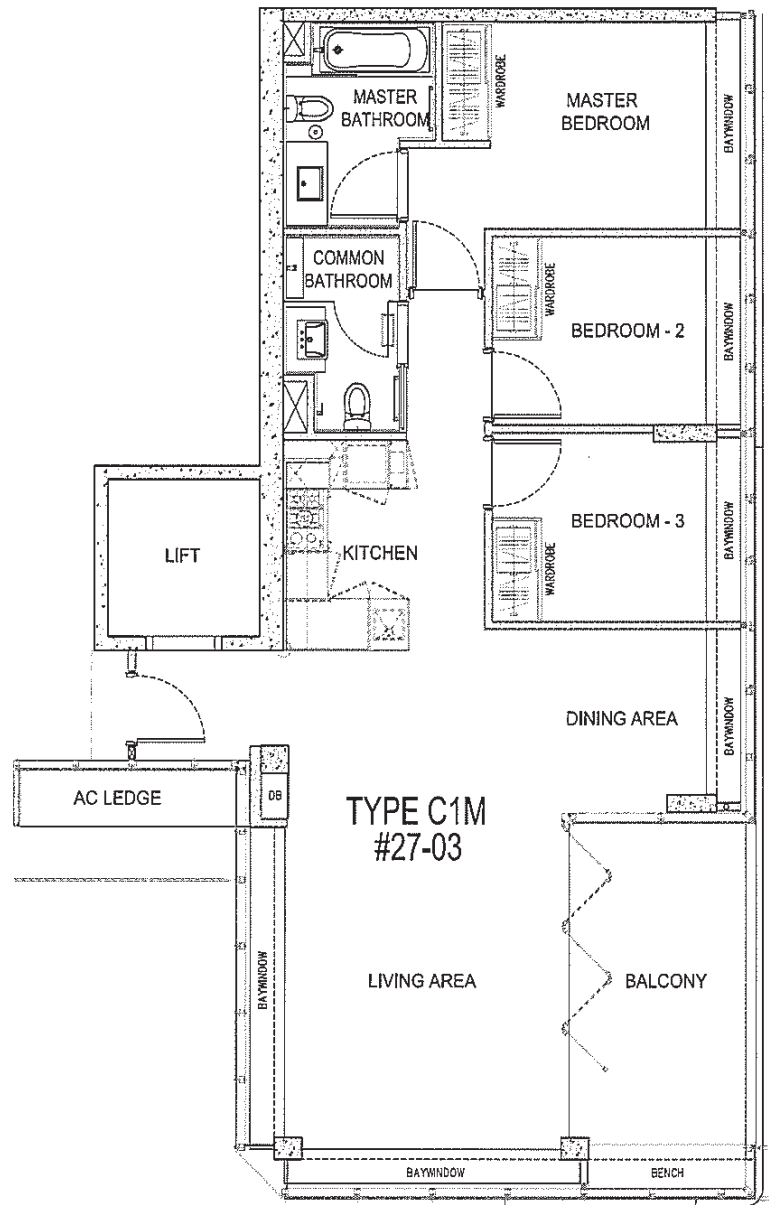 MASTER
BATHROOM
WARDROBE
MASTER
BEDROOM
BAYWINDOW
COMMON
BATHROOM
WARDROBE
BEDROOM - 2
BAYWINDOW
LIFT
KITCHEN
BEDROOM - 3
WARDROBE
BAYWINDOW
DINING AREA
BAYWINDOW
AC LEDGE
DB
TYPE C1M
#27-03
BAYWINDOW
LIVING AREA
BALCONY
BAYWINDOW
BENCH